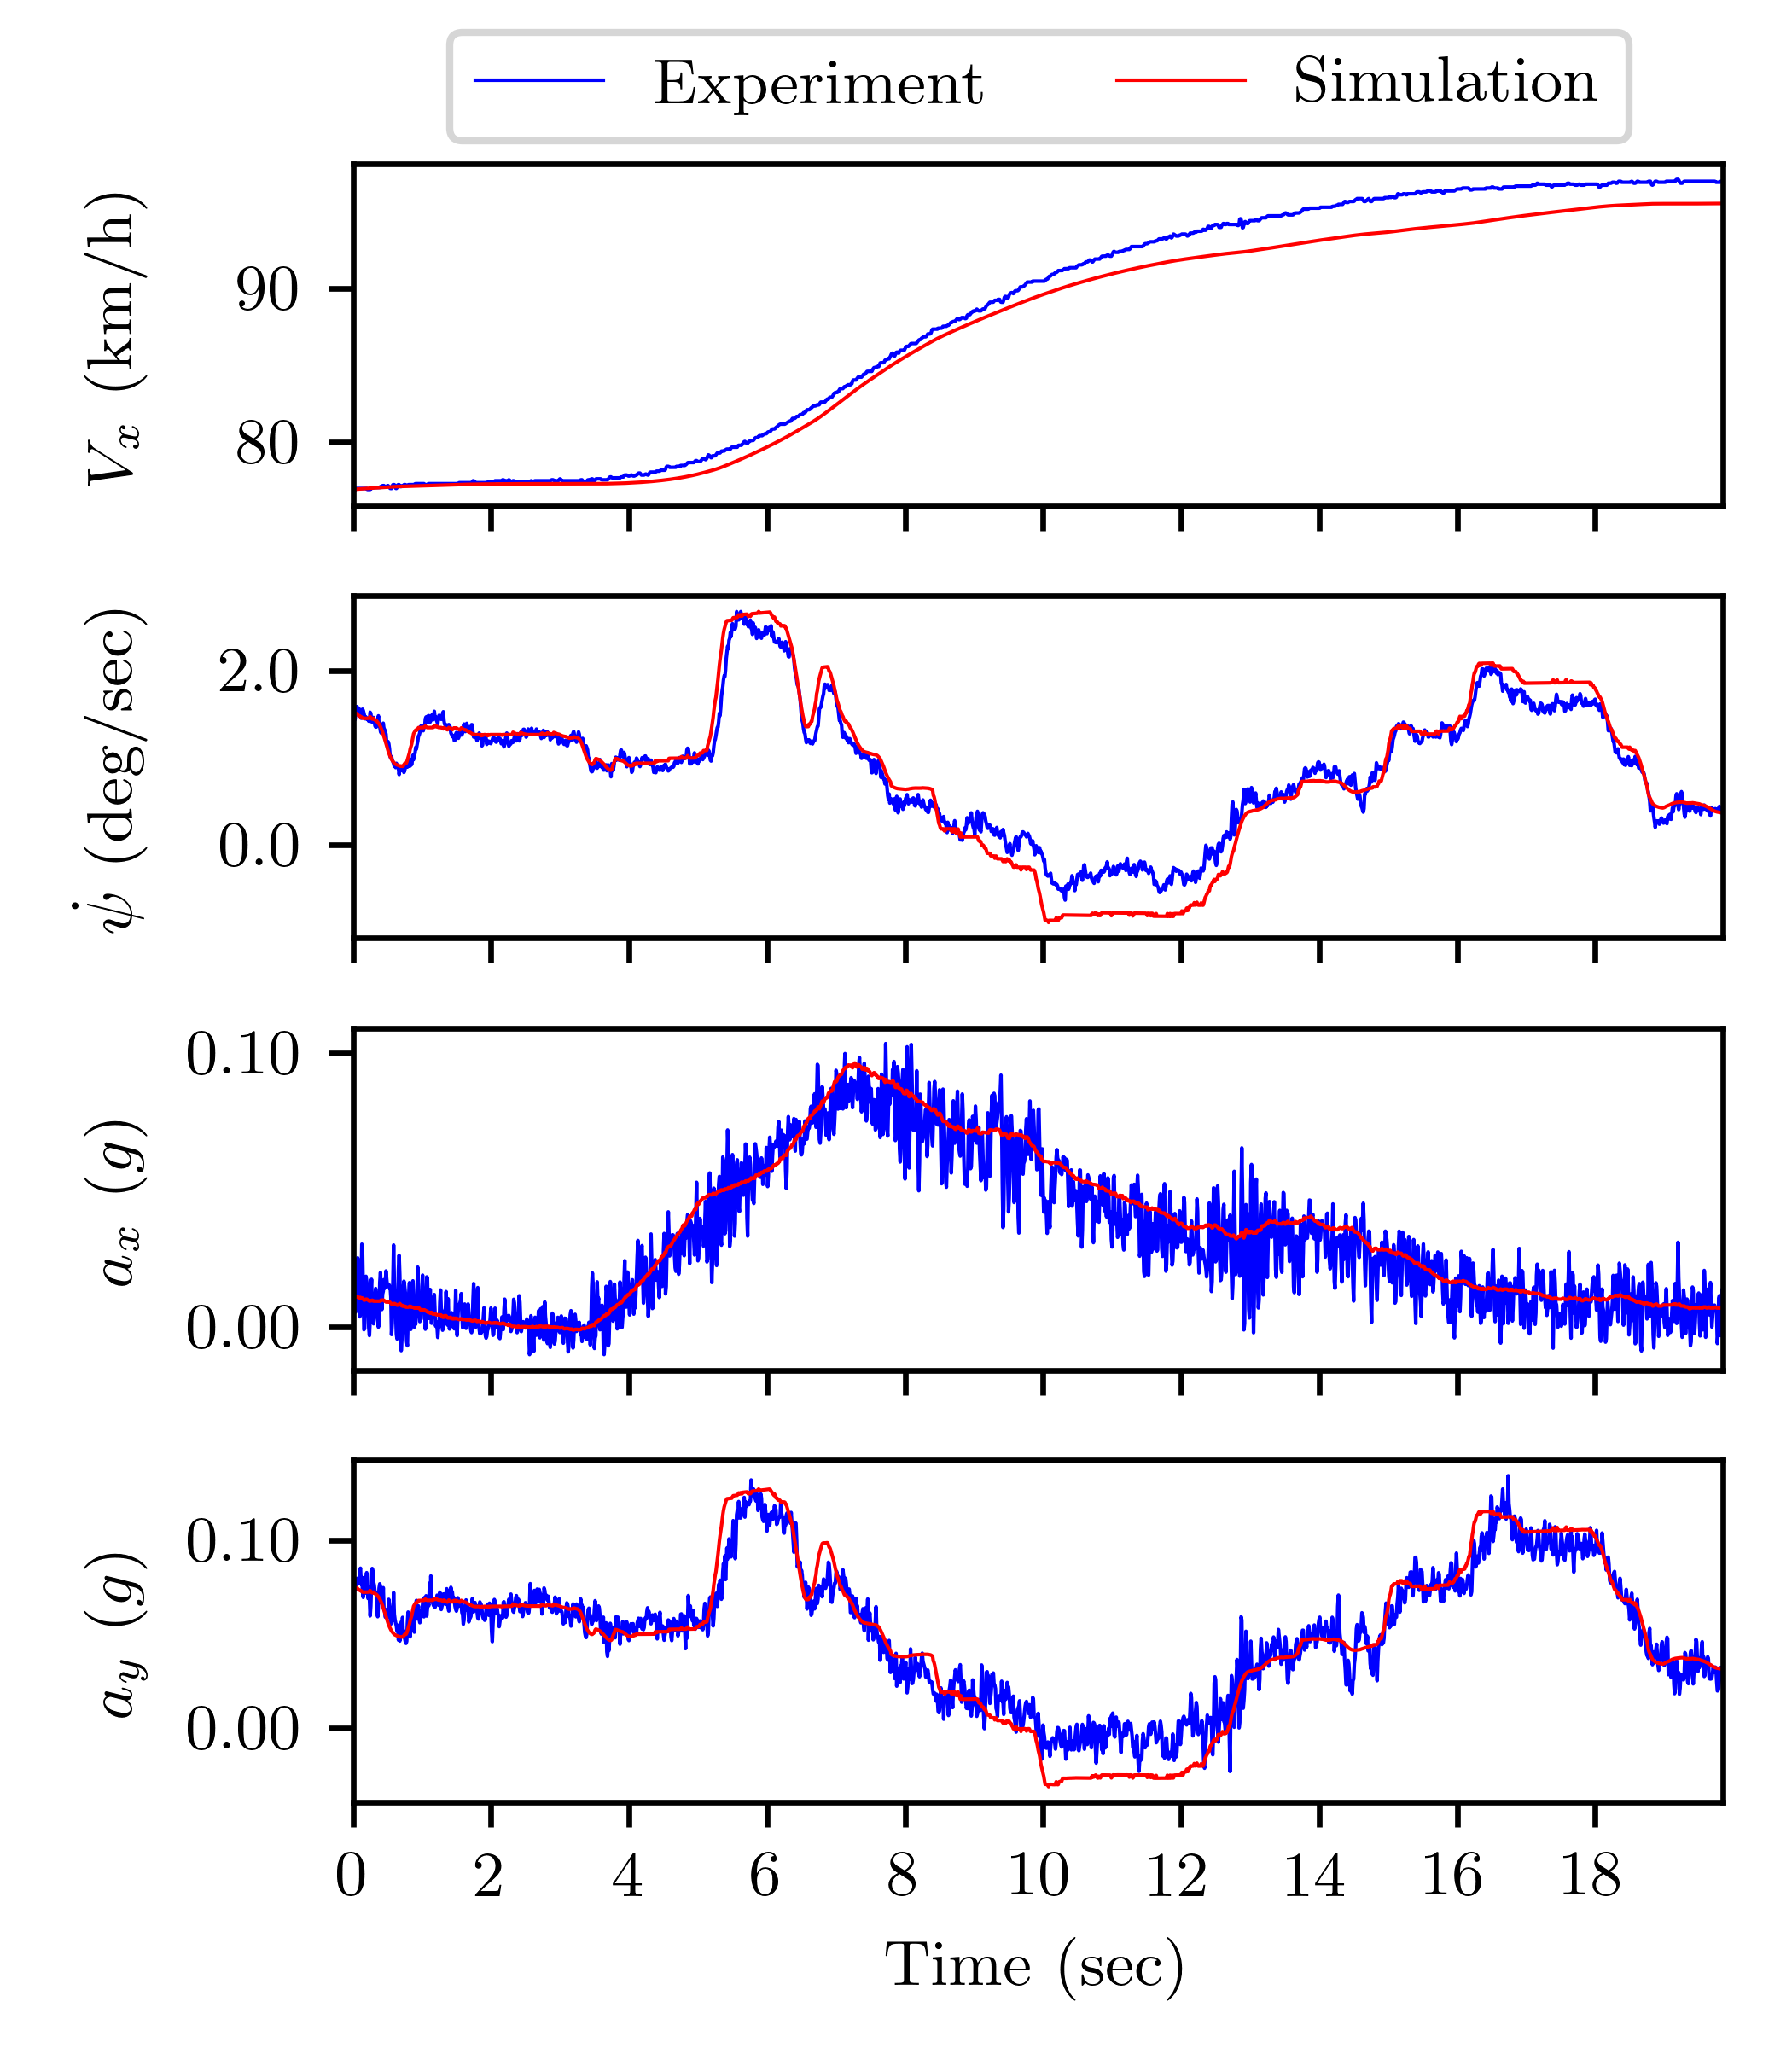 Experiment Simulation
V_x (km/h)
90
80
ψ̇ (deg/sec)
2.0
0.0
a_x (g)
0.10
0.00
a_y (g)
0.10
0.00
0 2 4 6 8 10 12 14 16 18
Time (sec)